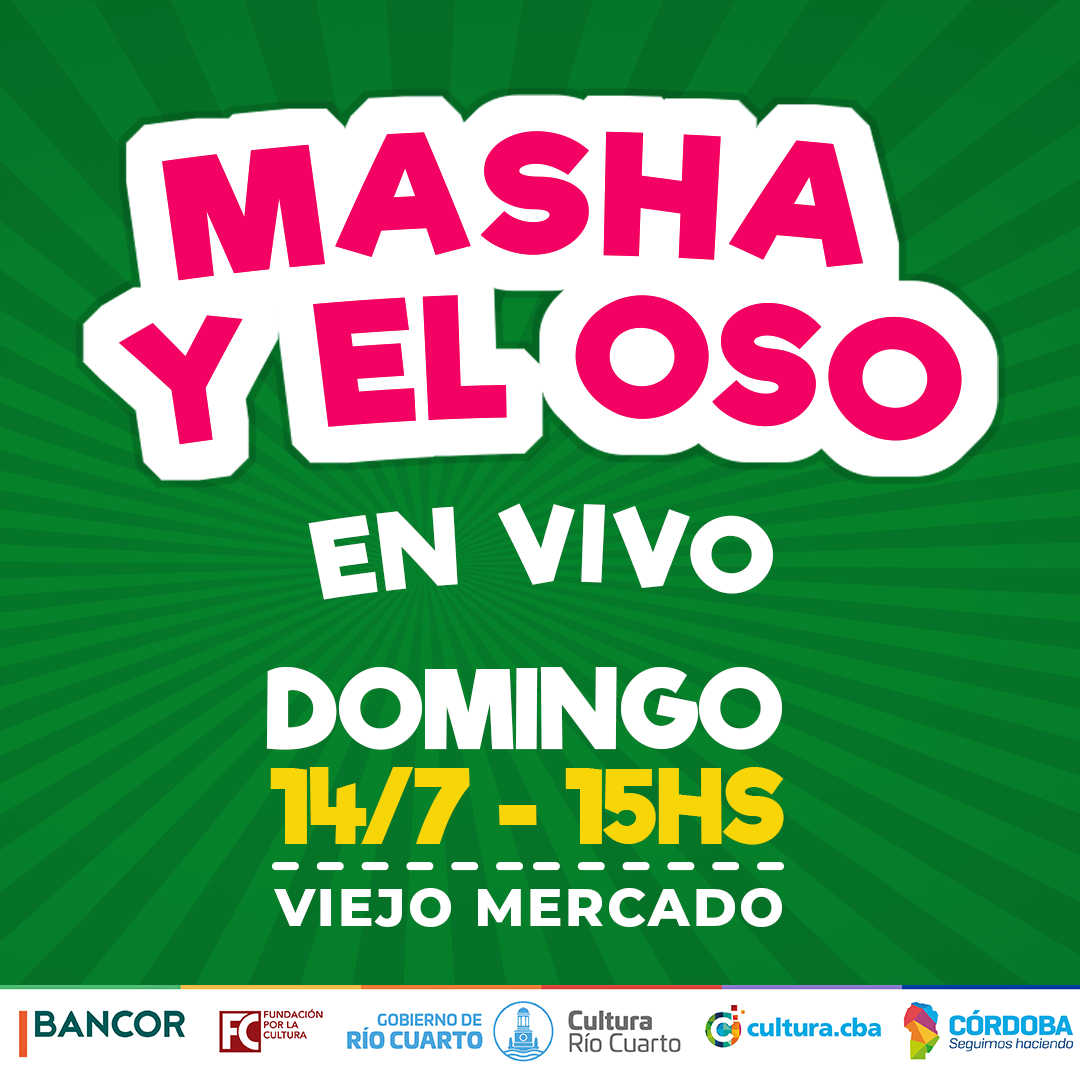 MASHA
Y EL OSO
EN VIVO
DOMINGO
14/7 - 15HS
VIEJO MERCADO
BANCOR
FC
FUNDACIÓN
POR LA
CULTURA
GOBIERNO DE
RÍO CUARTO
Cultura
Río Cuarto
cultura.cba
CÓRDOBA
Seguimos haciendo